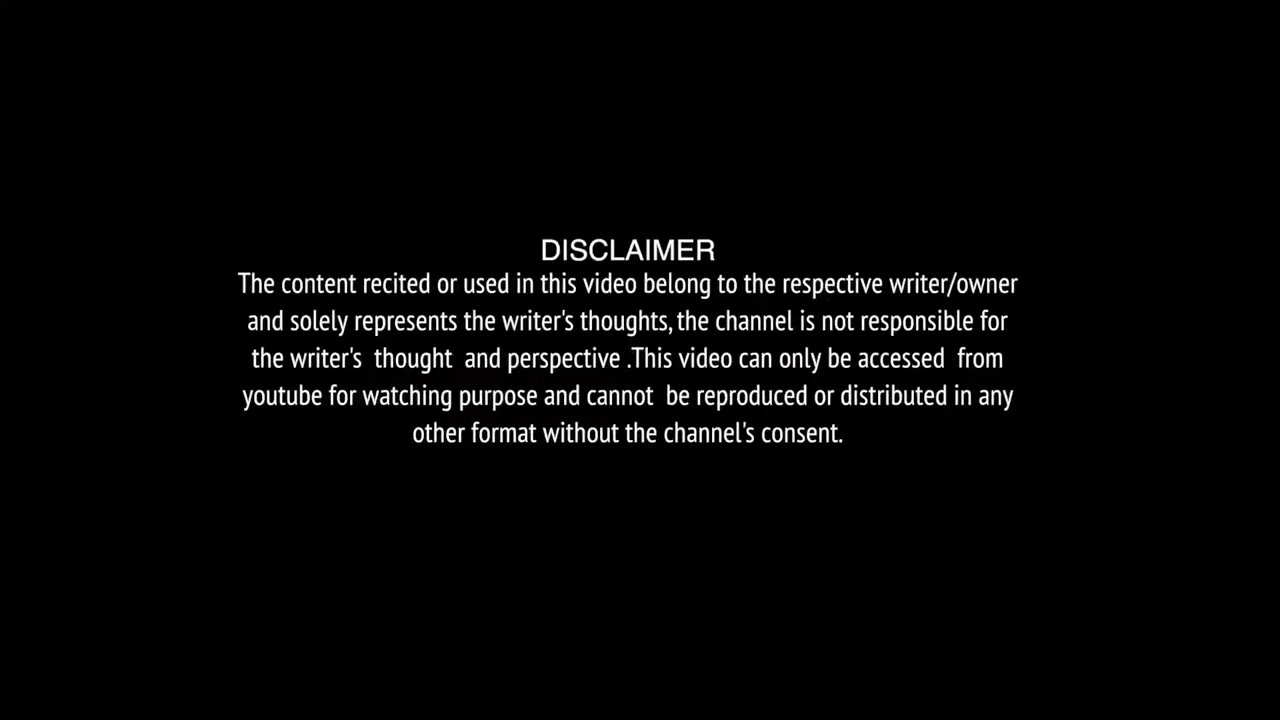 DISCLAIMER
The content recited or used in this video belong to the respective writer/owner
and solely represents the writer's thoughts, the channel is not responsible for
the writer's  thought  and perspective .This video can only be accessed  from
youtube for watching purpose and cannot  be reproduced or distributed in any
other format without the channel's consent.